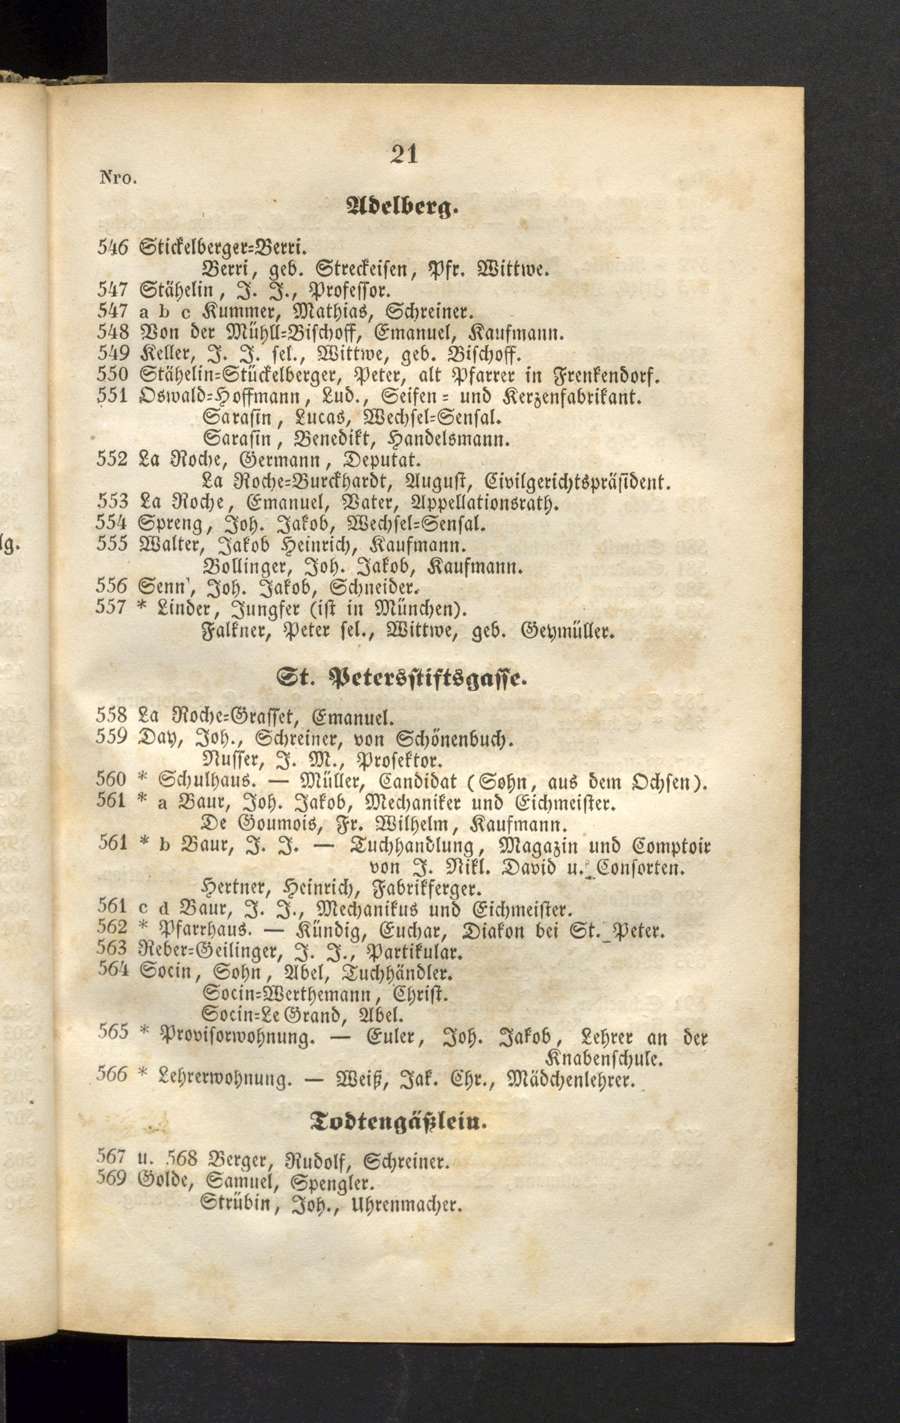 21
Nro.
Adelberg.
546 Stickelberger-Berri.
Berri, geb. Streckeisen, Pfr. Wittwe.
547 Stähelin, J. J., Professor.
547 a b c Kummer, Mathias, Schreiner.
548 Von der Mühll-Bischoff, Emanuel, Kaufmann.
549 Keller, J. J. sel., Wittwe, geb. Bischoff.
550 Stähelin-Stückelberger, Peter, alt Pfarrer in Frenkendorf.
551 Oswald-Hoffmann, Lud., Seifen- und Kerzenfabrikant.
Sarasin, Lucas, Wechsel-Sensal.
Sarasin, Benedikt, Handelsmann.
552 La Roche, Germann, Deputat.
La Roche-Burckhardt, August, Civilgerichtspräsident.
553 La Roche, Emanuel, Vater, Appellationsrath.
554 Spreng, Joh. Jakob, Wechsel-Sensal.
lg.
555 Walter, Jakob Heinrich, Kaufmann.
Bollinger, Joh. Jakob, Kaufmann.
556 Senn', Joh. Jakob, Schneider.
557 * Linder, Jungfer (ist in München).
Falkner, Peter sel., Wittwe, geb. Geymüller.
St. Petersstiftsgasse.
558 La Roche-Grasset, Emanuel.
559 Day, Joh., Schreiner, von Schönenbuch.
Nusser, J. M., Prosektor.
560 * Schulhaus. — Müller, Candidat (Sohn, aus dem Ochsen).
561 * a Baur, Joh. Jakob, Mechaniker und Eichmeister.
De Goumois, Fr. Wilhelm, Kaufmann.
561 * b Baur, J. J. — Tuchhandlung, Magazin und Comptoir
von J. Nikl. David u. Consorten.
Hertner, Heinrich, Fabrikferger.
561 c d Baur, J. J., Mechanikus und Eichmeister.
562 * Pfarrhaus. — Kündig, Euchar, Diakon bei St. Peter.
563 Reber-Geilinger, J. J., Partikular.
564 Socin, Sohn, Abel, Tuchhändler.
Socin-Werthemann, Christ.
Socin-Le Grand, Abel.
565 * Provisorwohnung. — Euler, Joh. Jakob, Lehrer an der
Knabenschule.
566 * Lehrerwohnung. — Weiß, Jak. Chr., Mädchenlehrer.
Todtengäßlein.
567 u. 568 Berger, Rudolf, Schreiner.
569 Golde, Samuel, Spengler.
Strübin, Joh., Uhrenmacher.